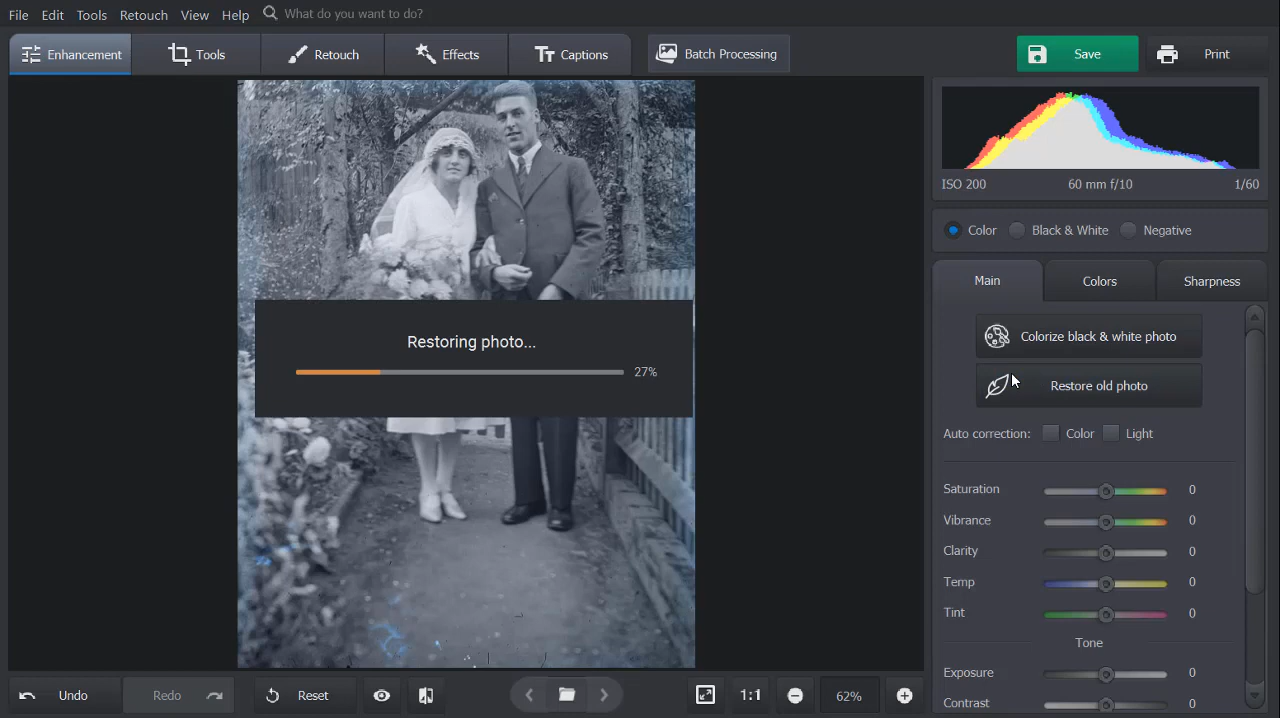 File Edit Tools Retouch View Help What do you want to do?
Enhancement Tools Retouch Effects Captions Batch Processing Save Print
ISO 200 60 mm f/10 1/60
Color Black & White Negative
Main Colors Sharpness
Colorize black & white photo
Restoring photo...
27%
Restore old photo
Auto correction: Color Light
Saturation 0
Vibrance 0
Clarity 0
Temp 0
Tint 0
Tone
Exposure 0
Contrast 0
Undo Redo Reset 1:1 62%